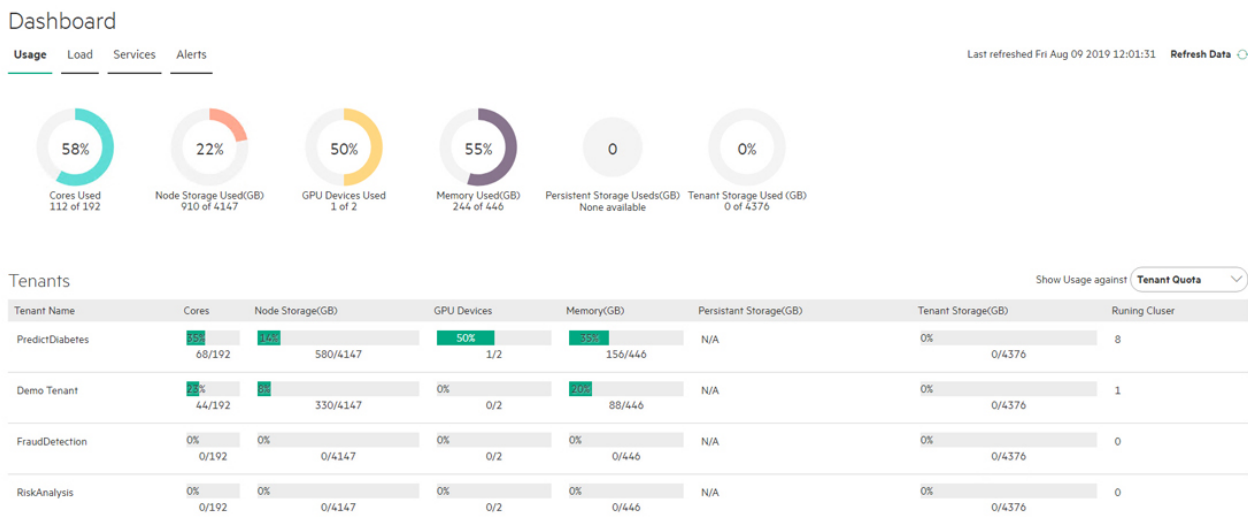 Dashboard
Usage Load Services Alerts
Last refreshed Fri Aug 09 2019 12:01:31 Refresh Data
58% 22% 50% 55% 0 0%
Cores Used Node Storage Used(GB) GPU Devices Used Memory Used(GB) Persistent Storage Useds(GB) Tenant Storage Used (GB)
112 of 192 910 of 4147 1 of 2 244 of 446 None available 0 of 4376
Tenants
Show Usage against Tenant Quota
Tenant Name Cores Node Storage(GB) GPU Devices Memory(GB) Persistant Storage(GB) Tenant Storage(GB) Runing Cluser
PredictDiabetes 35% 14% 50% 35% N/A 0% 8
68/192 580/4147 1/2 156/446 0/4376
Demo Tenant 23% 8% 0% 20% N/A 0% 1
44/192 330/4147 0/2 88/446 0/4376
FraudDetection 0% 0% 0% 0% N/A 0% 0
0/192 0/4147 0/2 0/446 0/4376
RiskAnalysis 0% 0% 0% 0% N/A 0% 0
0/192 0/4147 0/2 0/446 0/4376